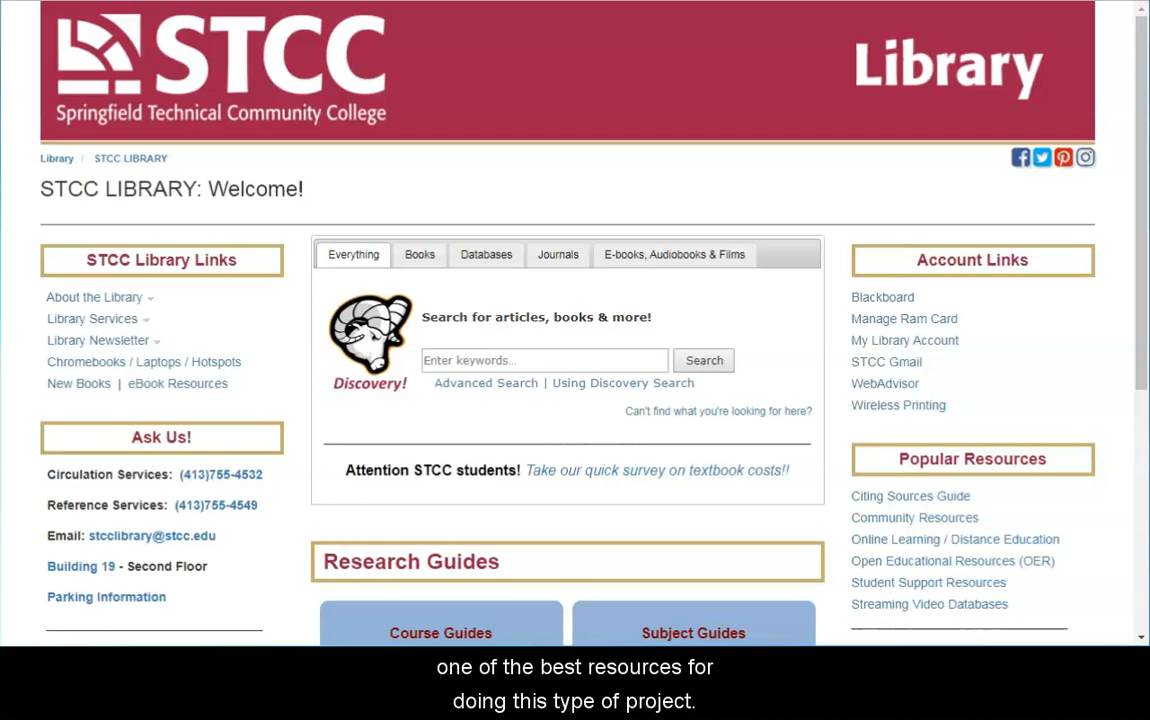 STCC
Springfield Technical Community College
Library
Library / STCC LIBRARY
STCC LIBRARY: Welcome!
STCC Library Links
About the Library
Library Services
Library Newsletter
Chromebooks / Laptops / Hotspots
New Books | eBook Resources
Ask Us!
Circulation Services: (413)755-4532
Reference Services: (413)755-4549
Email: stcclibrary@stcc.edu
Building 19 - Second Floor
Parking Information
Everything Books Databases Journals E-books, Audiobooks & Films
Search for articles, books & more!
Enter keywords... Search
Discovery!
Advanced Search | Using Discovery Search
Can't find what you're looking for here?
Attention STCC students! Take our quick survey on textbook costs!!
Research Guides
Course Guides Subject Guides
Account Links
Blackboard
Manage Ram Card
My Library Account
STCC Gmail
WebAdvisor
Wireless Printing
Popular Resources
Citing Sources Guide
Community Resources
Online Learning / Distance Education
Open Educational Resources (OER)
Student Support Resources
Streaming Video Databases
one of the best resources for
doing this type of project.